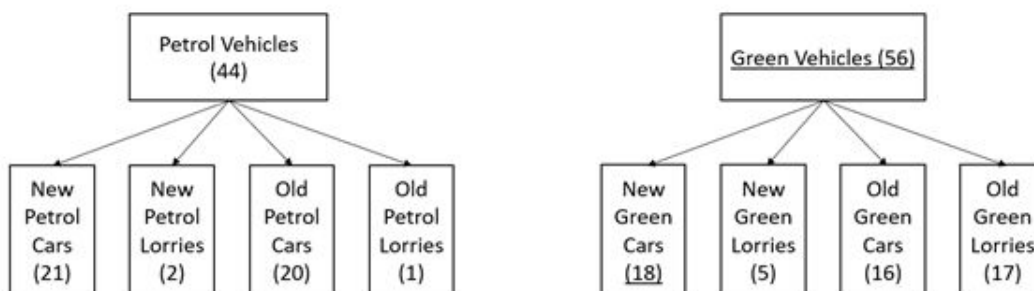 Petrol Vehicles
(44)
Green Vehicles (56)
New
Petrol
Cars
(21)
New
Petrol
Lorries
(2)
Old
Petrol
Cars
(20)
Old
Petrol
Lorries
(1)
New
Green
Cars
(18)
New
Green
Lorries
(5)
Old
Green
Cars
(16)
Old
Green
Lorries
(17)